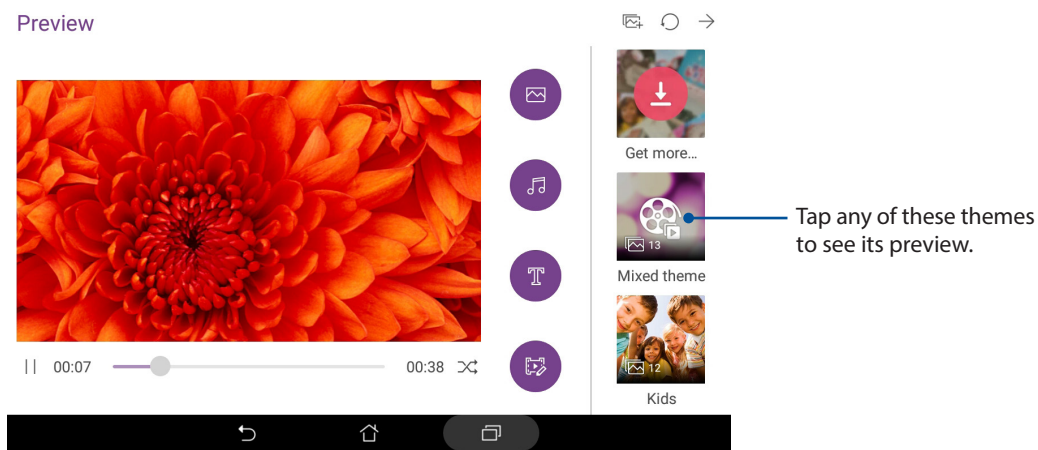 Preview
Get more...
13
Mixed theme
Tap any of these themes
to see its preview.
12
Kids
00:07
00:38
T